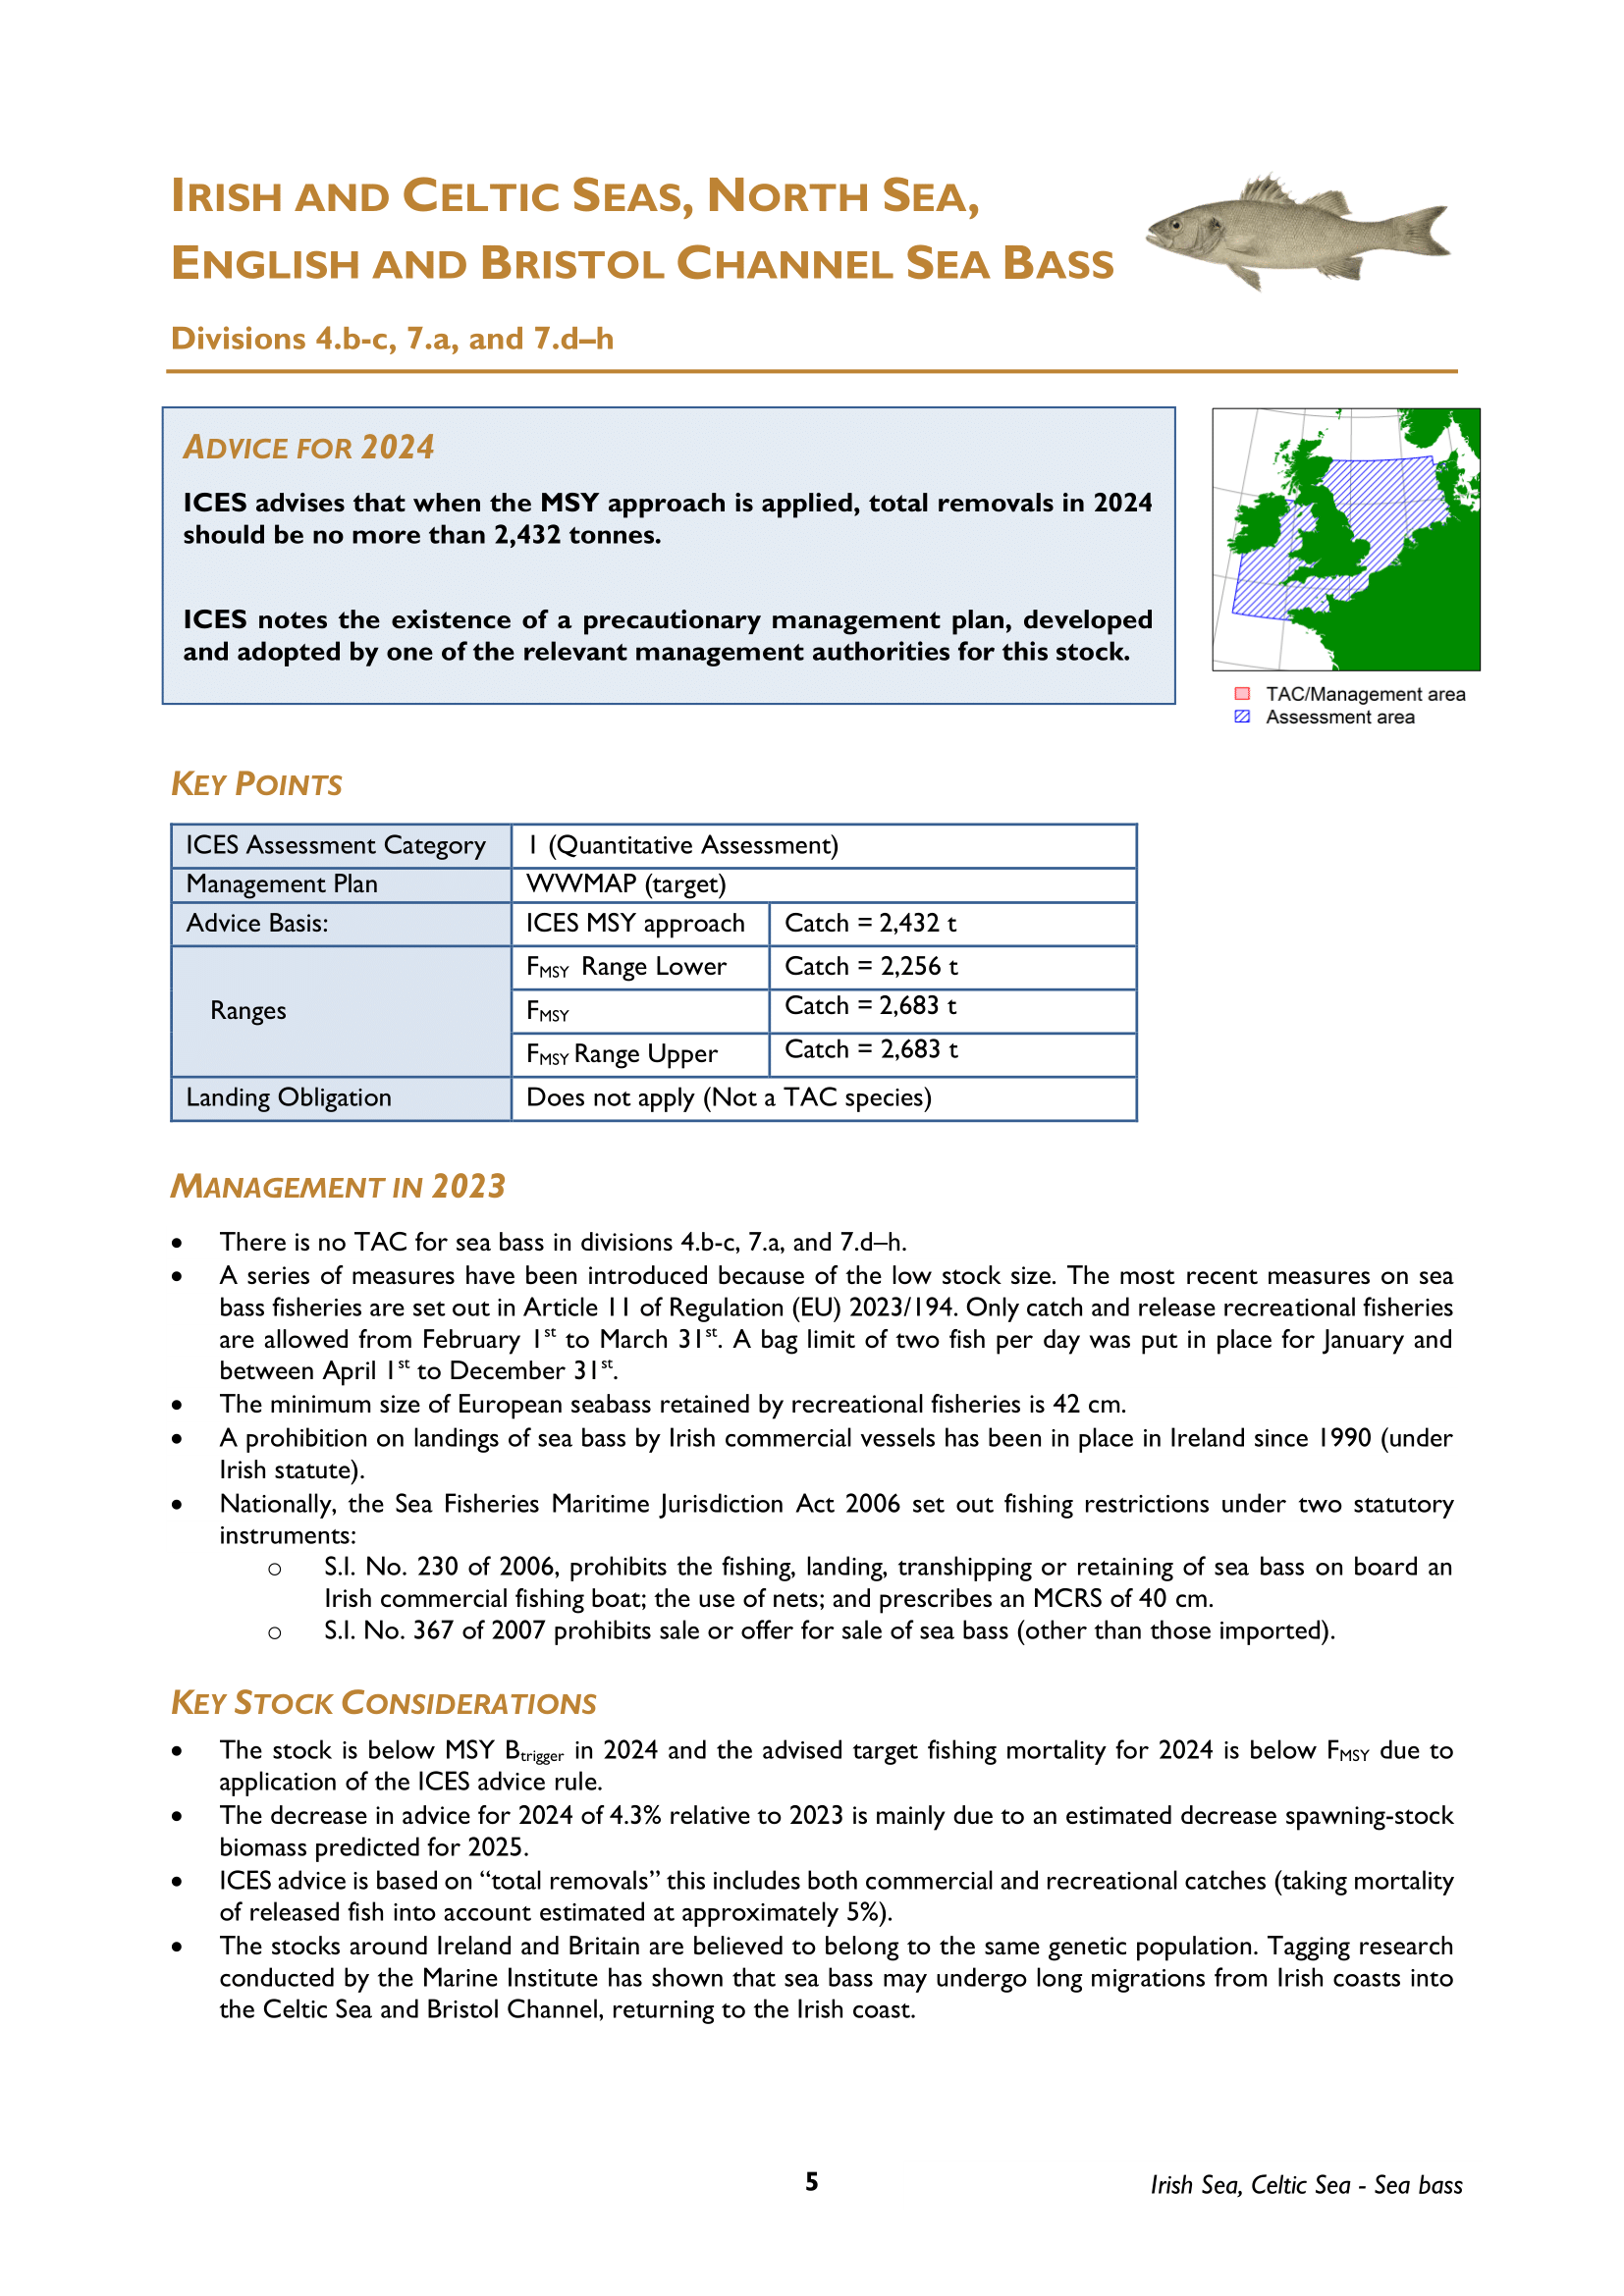 IRISH AND CELTIC SEAS, NORTH SEA,
ENGLISH AND BRISTOL CHANNEL SEA BASS
Divisions 4.b-c, 7.a, and 7.d–h
ADVICE FOR 2024
ICES advises that when the MSY approach is applied, total removals in 2024
should be no more than 2,432 tonnes.
ICES notes the existence of a precautionary management plan, developed
and adopted by one of the relevant management authorities for this stock.
TAC/Management area
Assessment area
KEY POINTS
ICES Assessment Category 1 (Quantitative Assessment)
Management Plan WWMAP (target)
Advice Basis: ICES MSY approach Catch = 2,432 t
FMSY Range Lower Catch = 2,256 t
Ranges FMSY Catch = 2,683 t
FMSY Range Upper Catch = 2,683 t
Landing Obligation Does not apply (Not a TAC species)
MANAGEMENT IN 2023
• There is no TAC for sea bass in divisions 4.b-c, 7.a, and 7.d–h.
• A series of measures have been introduced because of the low stock size. The most recent measures on sea
bass fisheries are set out in Article 11 of Regulation (EU) 2023/194. Only catch and release recreational fisheries
are allowed from February 1st to March 31st. A bag limit of two fish per day was put in place for January and
between April 1st to December 31st.
• The minimum size of European seabass retained by recreational fisheries is 42 cm.
• A prohibition on landings of sea bass by Irish commercial vessels has been in place in Ireland since 1990 (under
Irish statute).
• Nationally, the Sea Fisheries Maritime Jurisdiction Act 2006 set out fishing restrictions under two statutory
instruments:
o S.I. No. 230 of 2006, prohibits the fishing, landing, transhipping or retaining of sea bass on board an
Irish commercial fishing boat; the use of nets; and prescribes an MCRS of 40 cm.
o S.I. No. 367 of 2007 prohibits sale or offer for sale of sea bass (other than those imported).
KEY STOCK CONSIDERATIONS
• The stock is below MSY Btrigger in 2024 and the advised target fishing mortality for 2024 is below FMSY due to
application of the ICES advice rule.
• The decrease in advice for 2024 of 4.3% relative to 2023 is mainly due to an estimated decrease spawning-stock
biomass predicted for 2025.
• ICES advice is based on “total removals” this includes both commercial and recreational catches (taking mortality
of released fish into account estimated at approximately 5%).
• The stocks around Ireland and Britain are believed to belong to the same genetic population. Tagging research
conducted by the Marine Institute has shown that sea bass may undergo long migrations from Irish coasts into
the Celtic Sea and Bristol Channel, returning to the Irish coast.
5
Irish Sea, Celtic Sea - Sea bass